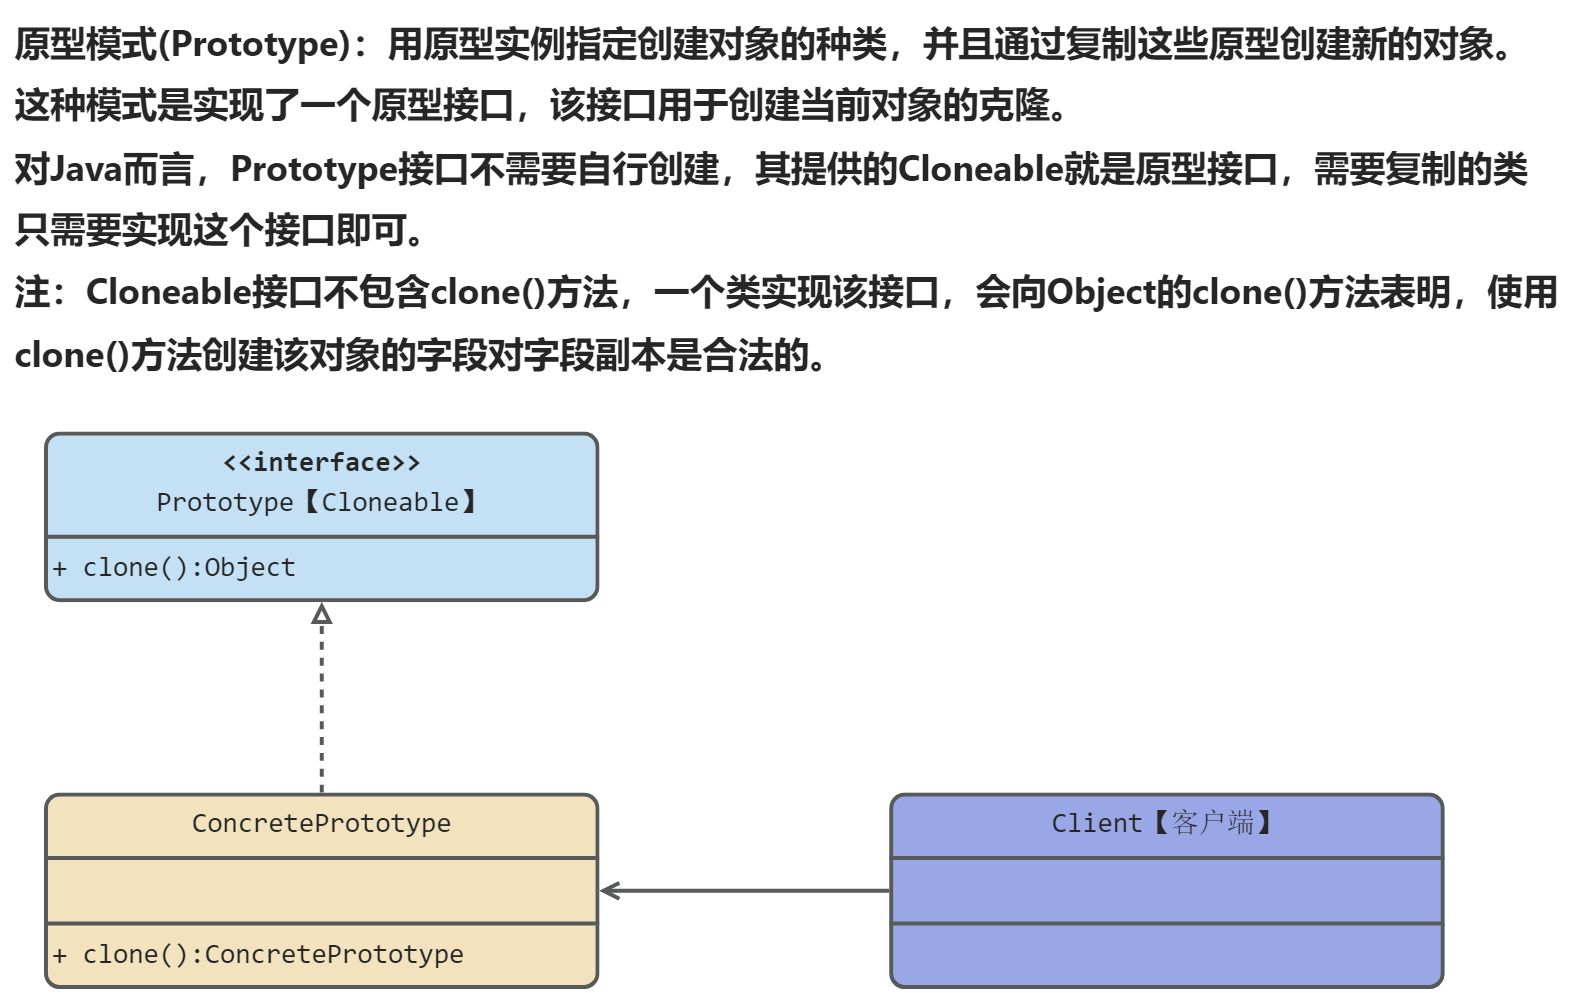 原型模式(Prototype)：用原型实例指定创建对象的种类，并且通过复制这些原型创建新的对象。
这种模式是实现了一个原型接口，该接口用于创建当前对象的克隆。
对Java而言，Prototype接口不需要自行创建，其提供的Cloneable就是原型接口，需要复制的类
只需要实现这个接口即可。
注：Cloneable接口不包含clone()方法，一个类实现该接口，会向Object的clone()方法表明，使用
clone()方法创建该对象的字段对字段副本是合法的。
<<interface>>
Prototype【Cloneable】
+ clone():Object
ConcretePrototype
+ clone():ConcretePrototype
Client【客户端】